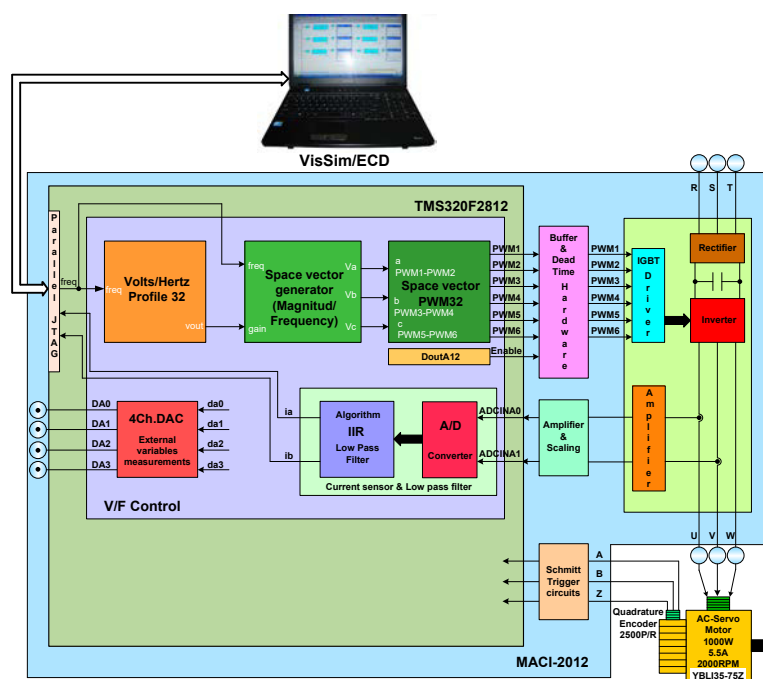 VisSim/ECD
R
S
T
TMS320F2812
Parallel JTAG
freq
Volts/Hertz
Profile 32
freq
vout
Space vector
generator
(Magnitud/
Frequency)
freq
gain
Va
Vb
Vc
Space vector
PWM32
a
PWM1-PWM2
b
PWM3-PWM4
c
PWM5-PWM6
DoutA12
PWM1
PWM2
PWM3
PWM4
PWM5
PWM6
Enable
Buffer
&
Dead
Time
Hardware
PWM1
PWM2
PWM3
PWM4
PWM5
PWM6
IGBT
Driver
Rectifier
Inverter
DA0
DA1
DA2
DA3
4Ch.DAC
External
variables
measurements
da0
da1
da2
da3
ia
ib
Algorithm
IIR
Low Pass
Filter
A/D
Converter
Current sensor & Low pass filter
ADCINA0
ADCINA1
Amplifier
&
Scaling
Amplifier
V/F Control
U
V
W
Schmitt
Trigger
circuits
A
B
Z
Quadrature
Encoder
2500P/R
AC-Servo
Motor
1000W
5.5A
2000RPM
YBLI35-75Z
MACI-2012